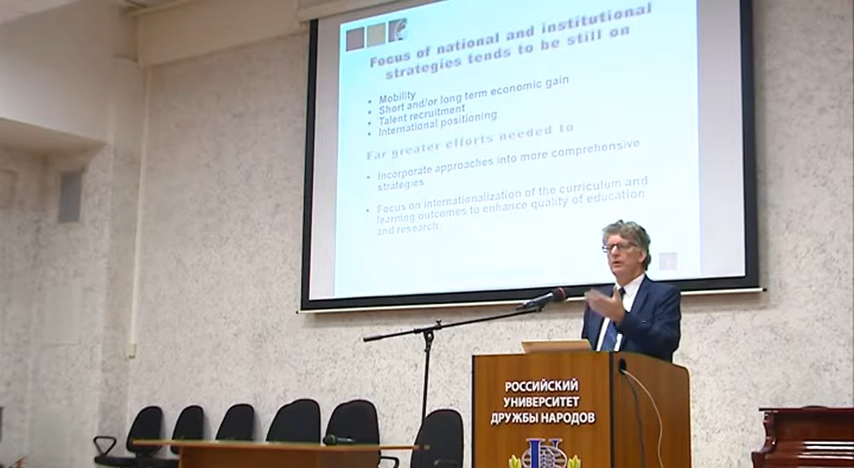 Focus of national and institutional
strategies tends to be still on
• Mobility
• Short and/or long term economic gain
• Talent recruitment
• International positioning
Far greater efforts needed to
• Incorporate approaches into more comprehensive
strategies
• Focus on internationalization of the curriculum and
learning outcomes to enhance quality of education
and research
РОССИЙСКИЙ
УНИВЕРСИТЕТ
ДРУЖБЫ НАРОДОВ